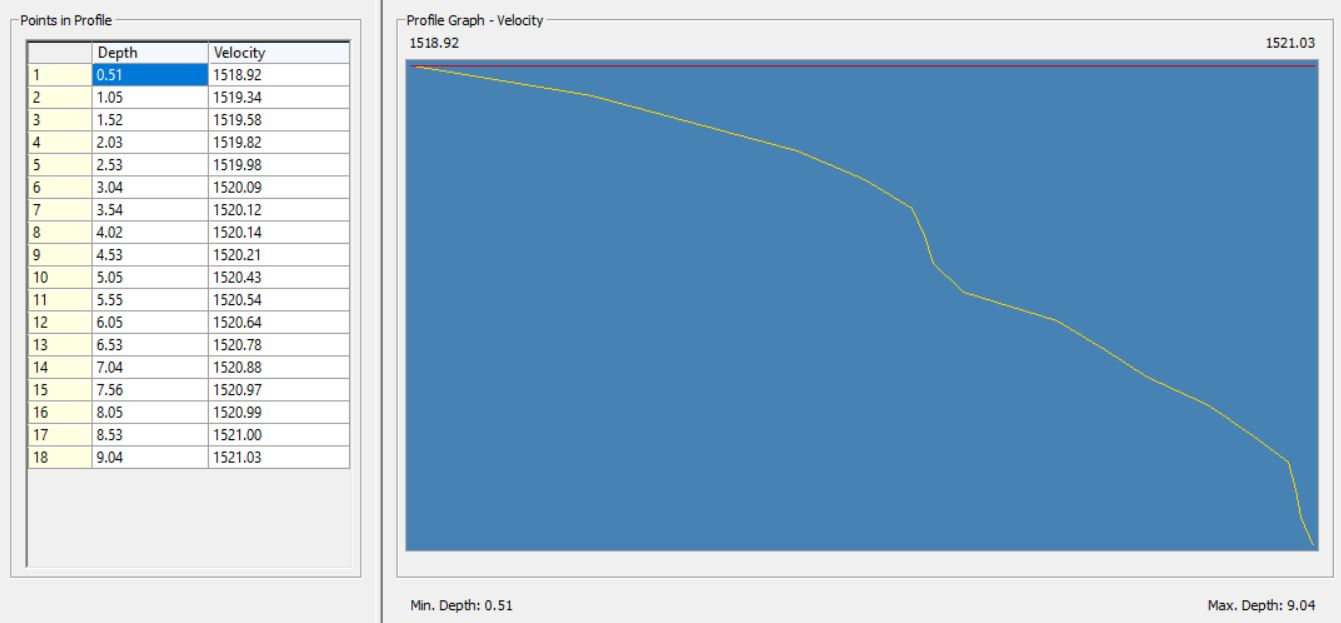 Points in Profile
Depth Velocity
1 0.51 1518.92
2 1.05 1519.34
3 1.52 1519.58
4 2.03 1519.82
5 2.53 1519.98
6 3.04 1520.09
7 3.54 1520.12
8 4.02 1520.14
9 4.53 1520.21
10 5.05 1520.43
11 5.55 1520.54
12 6.05 1520.64
13 6.53 1520.78
14 7.04 1520.88
15 7.56 1520.97
16 8.05 1520.99
17 8.53 1521.00
18 9.04 1521.03
Profile Graph - Velocity
1518.92 1521.03
Min. Depth: 0.51 Max. Depth: 9.04